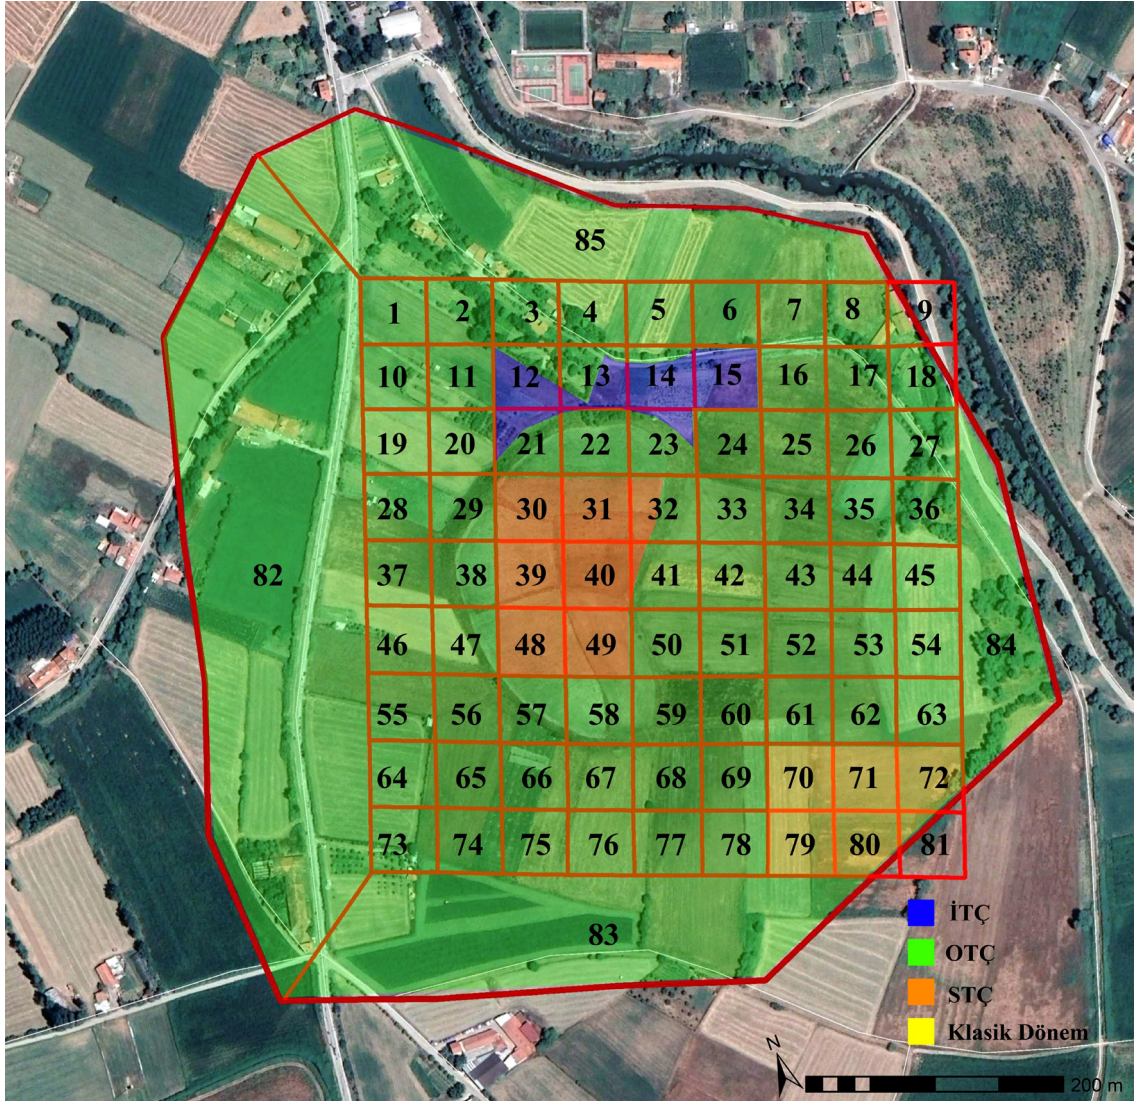 85
1 2 3 4 5 6 7 8 9
10 11 12 13 14 15 16 17 18
19 20 21 22 23 24 25 26 27
28 29 30 31 32 33 34 35 36
82 37 38 39 40 41 42 43 44 45
46 47 48 49 50 51 52 53 54 84
55 56 57 58 59 60 61 62 63
64 65 66 67 68 69 70 71 72
73 74 75 76 77 78 79 80 81
83
İTÇ
OTÇ
STÇ
Klasik Dönem
N
200 m